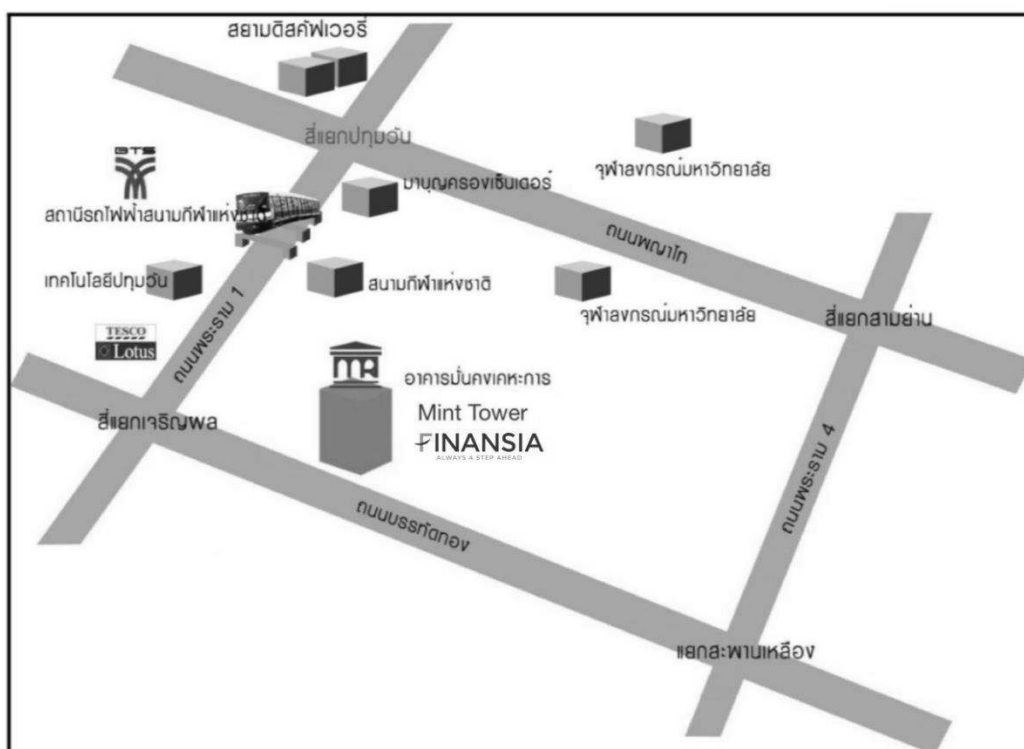 สยามดิสคัฟเวอรี่
สี่แยกปทุมวัน
BTS
จุฬาลงกรณ์มหาวิทยาลัย
มาบุญครองเซ็นเตอร์
สถานีรถไฟฟ้าสนามกีฬาแห่งชาติ
ถนนพญาไท
เทคโนโลยีปทุมวัน
สนามกีฬาแห่งชาติ
จุฬาลงกรณ์มหาวิทยาลัย
สี่แยกสามย่าน
TESCO
Lotus
ถนนพระราม 1
อาคารมั่นคงเคหะการ
Mint Tower
FINANSIA
ALWAYS A STEP AHEAD
สี่แยกเจริญผล
ถนนพระราม 4
ถนนบรรทัดทอง
แยกสะพานเหลือง